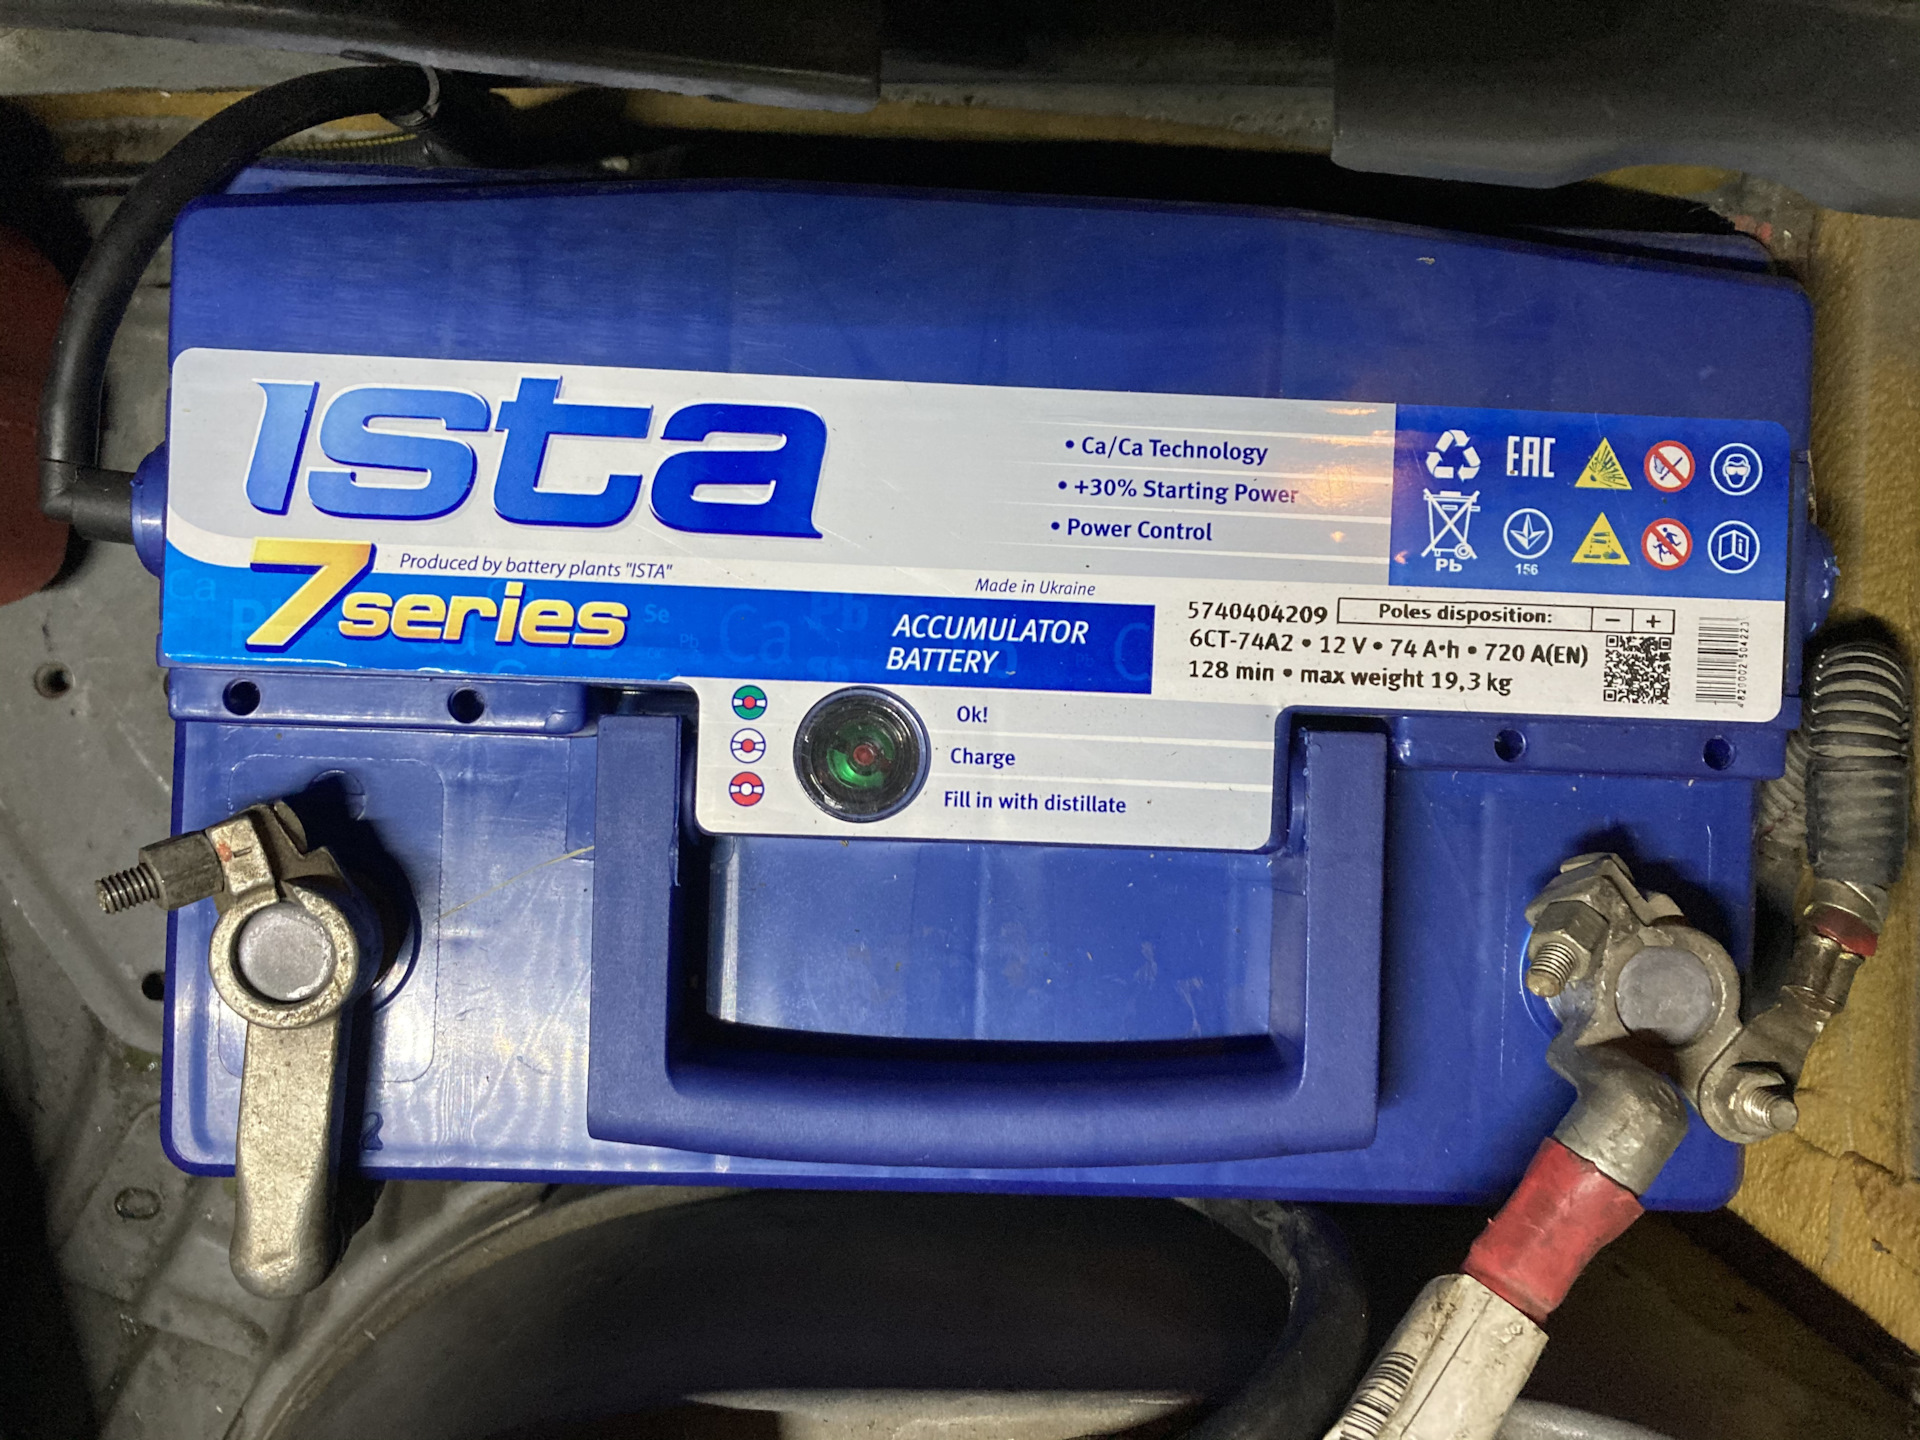 ısta
7series
Produced by battery plants "ISTA"
Made in Ukraine
ACCUMULATOR
BATTERY
• Ca/Ca Technology
• +30% Starting Power
• Power Control
EAC
Pb
156
5740404209 Poles disposition: − +
6CT-74A2 • 12 V • 74 A·h • 720 A(EN)
128 min • max weight 19,3 kg
Ok!
Charge
Fill in with distillate
2